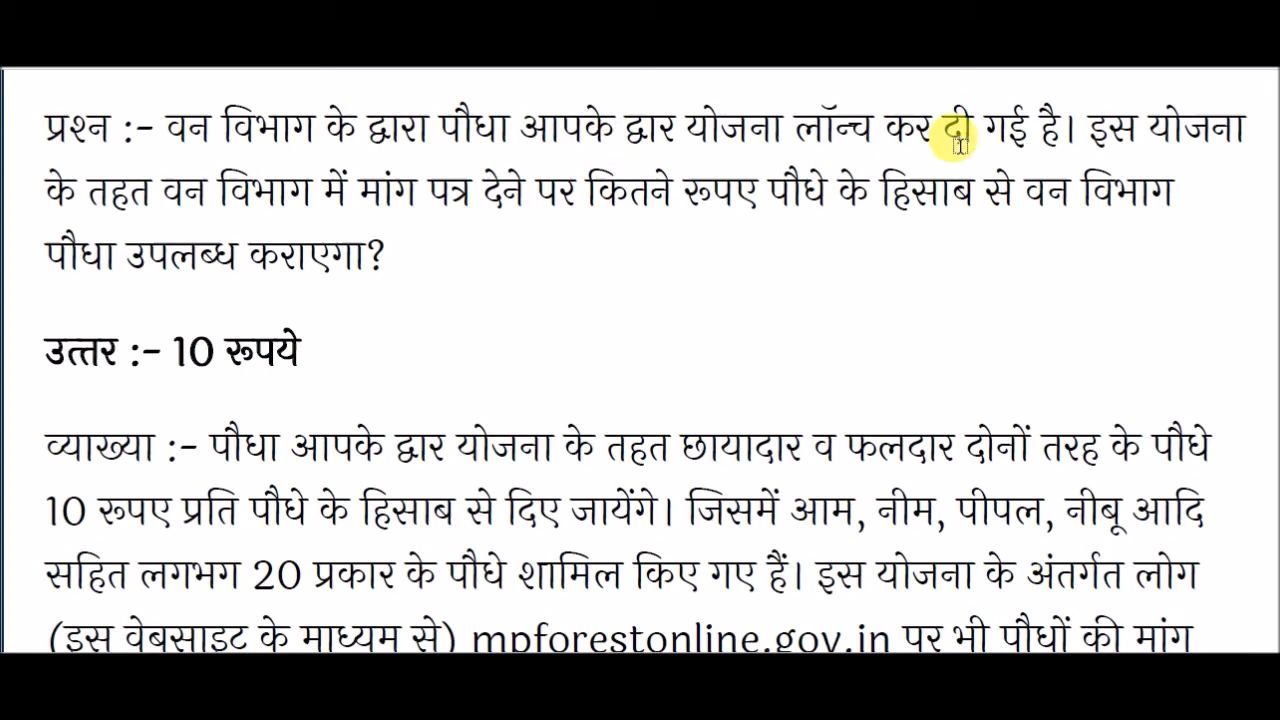 प्रश्न :- वन विभाग के द्वारा पौधा आपके द्वार योजना लॉन्च कर दी गई है। इस योजना
के तहत वन विभाग में मांग पत्र देने पर कितने रूपए पौधे के हिसाब से वन विभाग
पौधा उपलब्ध कराएगा?
उत्तर :- 10 रूपये
व्याख्या :- पौधा आपके द्वार योजना के तहत छायादार व फलदार दोनों तरह के पौधे
10 रूपए प्रति पौधे के हिसाब से दिए जायेंगे। जिसमें आम, नीम, पीपल, नीबू आदि
सहित लगभग 20 प्रकार के पौधे शामिल किए गए हैं। इस योजना के अंतर्गत लोग
(इस वेबसाइट के माध्यम से) mpforestonline.gov.in पर भी पौधों की मांग